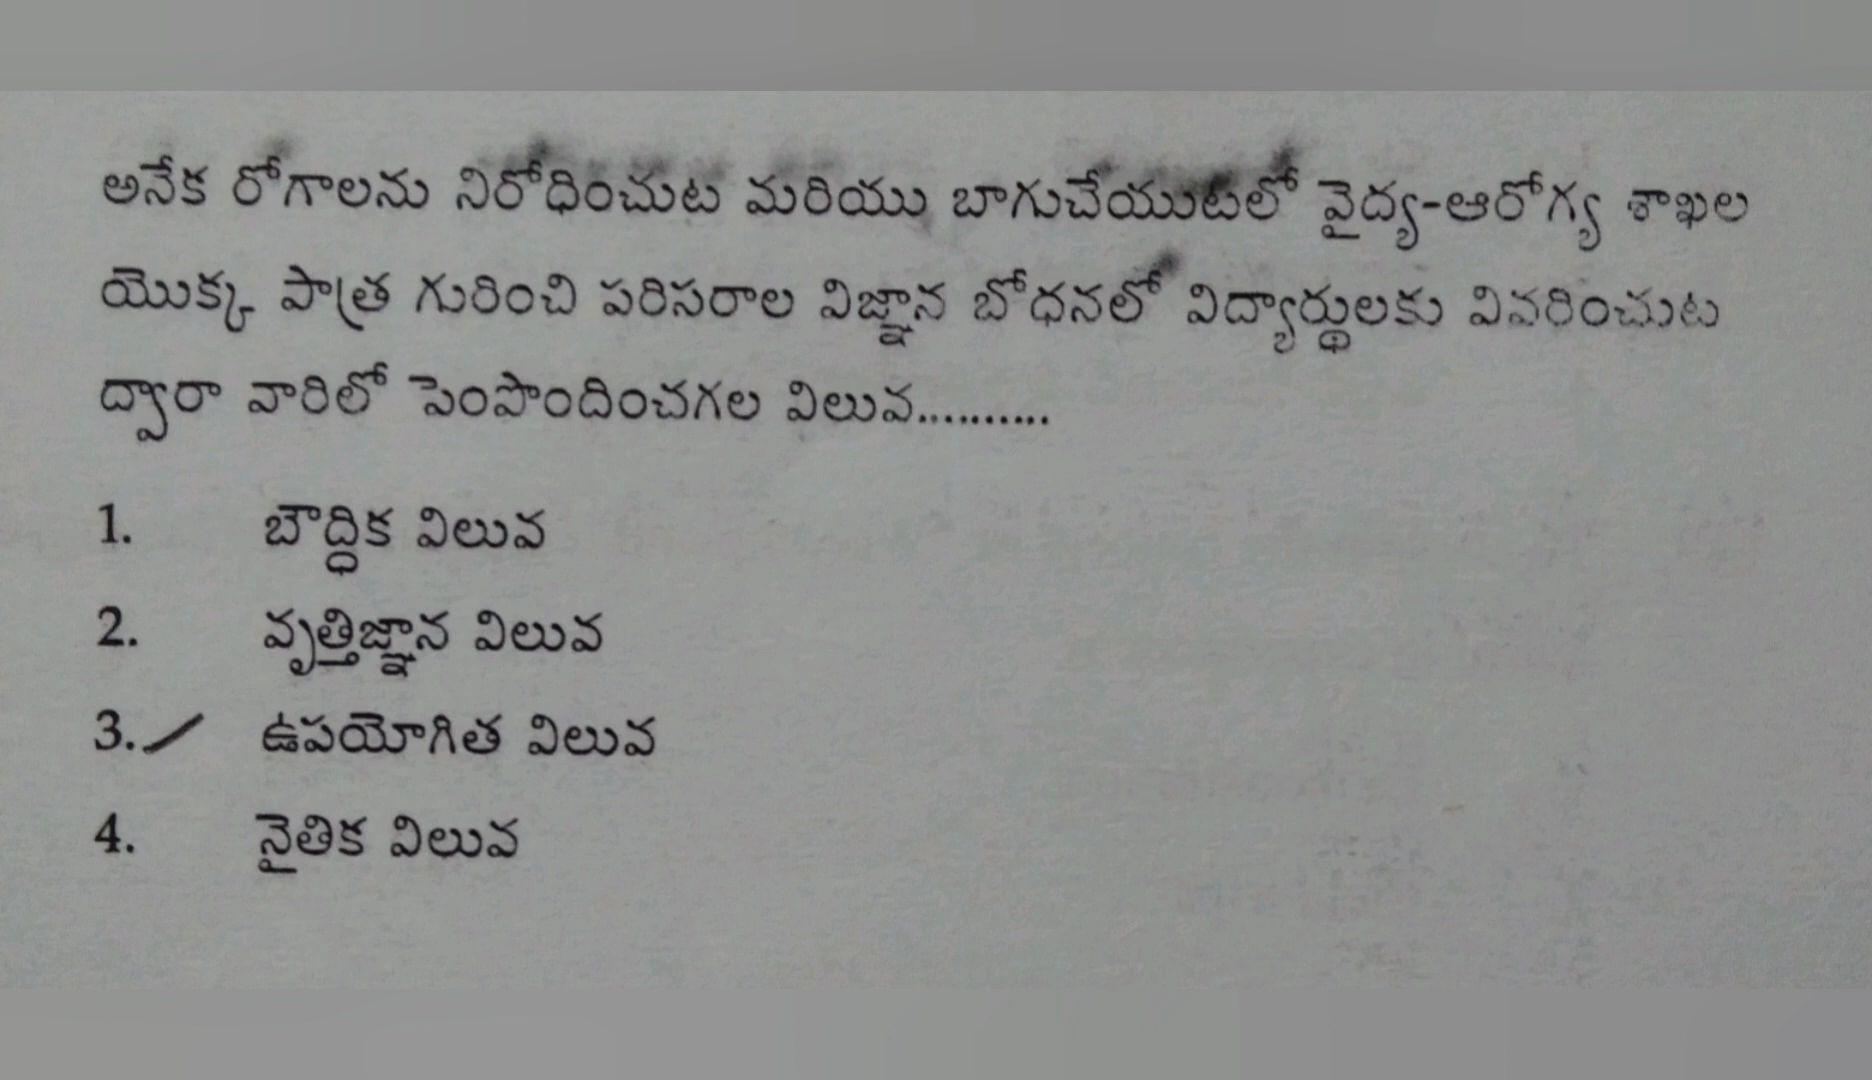 అనేక రోగాలను నిరోధించుట మరియు బాగుచేయుటలో వైద్య-ఆరోగ్య శాఖల
యొక్క పాత్ర గురించి పరిసరాల విజ్ఞాన బోధనలో విద్యార్థులకు వివరించుట
ద్వారా వారిలో పెంపొందించగల విలువ..........
1. బౌద్ధిక విలువ
2. వృత్తిజ్ఞాన విలువ
3. ఉపయోగిత విలువ
4. నైతిక విలువ